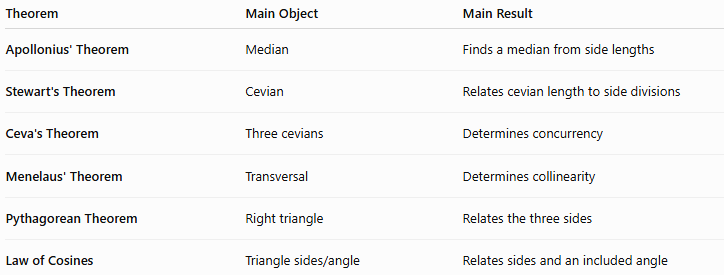 Theorem Main Object Main Result
Apollonius' Theorem Median Finds a median from side lengths
Stewart's Theorem Cevian Relates cevian length to side divisions
Ceva's Theorem Three cevians Determines concurrency
Menelaus' Theorem Transversal Determines collinearity
Pythagorean Theorem Right triangle Relates the three sides
Law of Cosines Triangle sides/angle Relates sides and an included angle